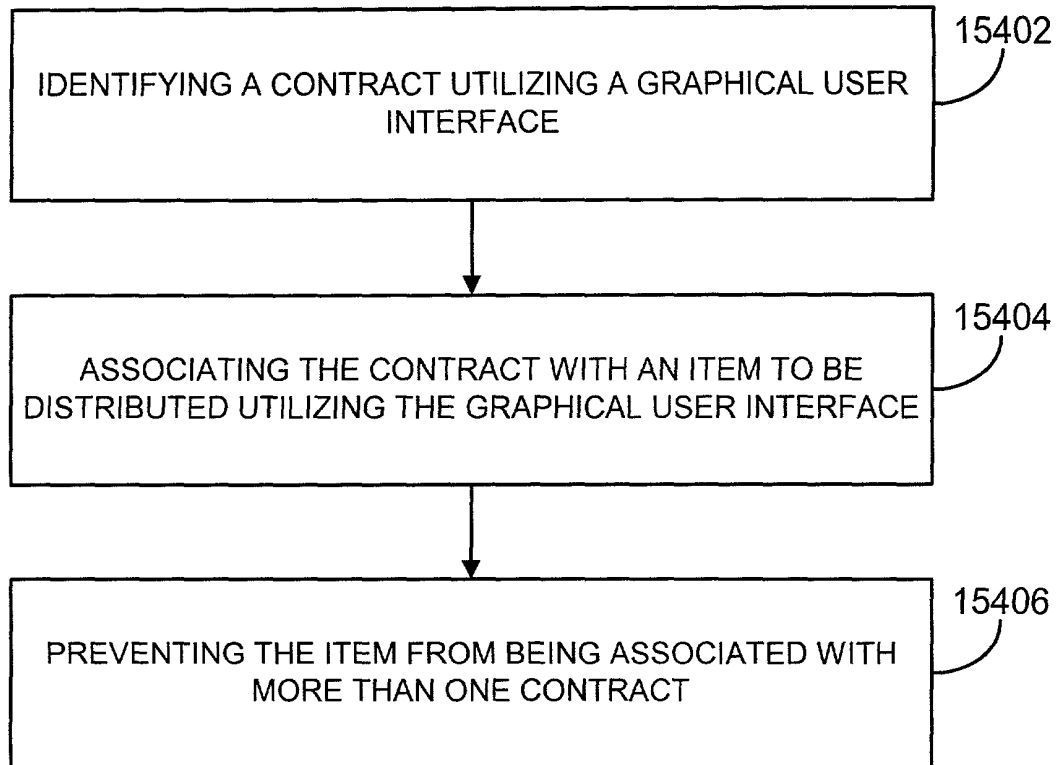 15402
IDENTIFYING A CONTRACT UTILIZING A GRAPHICAL USER
INTERFACE
15404
ASSOCIATING THE CONTRACT WITH AN ITEM TO BE
DISTRIBUTED UTILIZING THE GRAPHICAL USER INTERFACE
15406
PREVENTING THE ITEM FROM BEING ASSOCIATED WITH
MORE THAN ONE CONTRACT